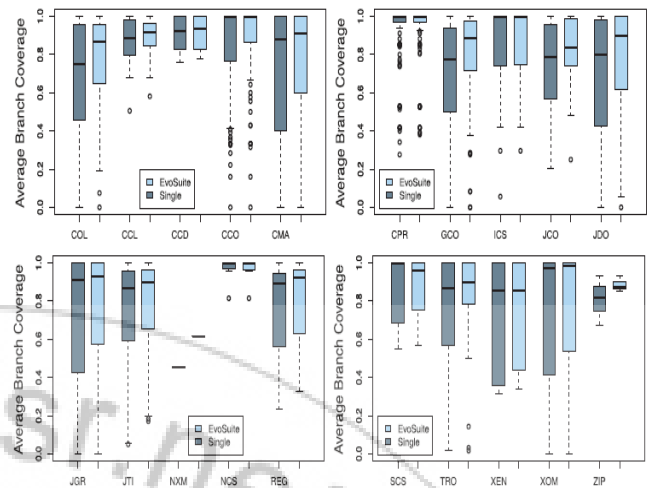 Average Branch Coverage
1.0
0.8
0.6
0.4
0.2
0.0
EvoSuite
Single
COL CCL CCD CCO CMA
Average Branch Coverage
1.0
0.8
0.6
0.4
0.2
0.0
EvoSuite
Single
CPR GCO ICS JCO JDO
Average Branch Coverage
1.0
0.8
0.6
0.4
0.2
0.0
EvoSuite
Single
JGR JTI NXM NCS REG
Average Branch Coverage
1.0
0.8
0.6
0.4
0.2
0.0
EvoSuite
Single
SCS TRO XEN XOM ZIP